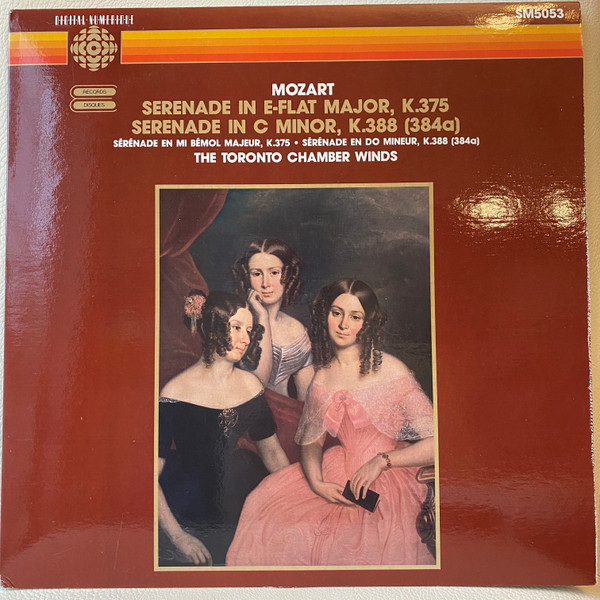 DIGITAL-NUMÉRIQUE
SM5053
RECORDS
DISQUES
MOZART
SERENADE IN E-FLAT MAJOR, K.375
SERENADE IN C MINOR, K.388 (384a)
SÉRÉNADE EN MI BÉMOL MAJEUR, K.375 • SÉRÉNADE EN DO MINEUR, K.388 (384a)
THE TORONTO CHAMBER WINDS